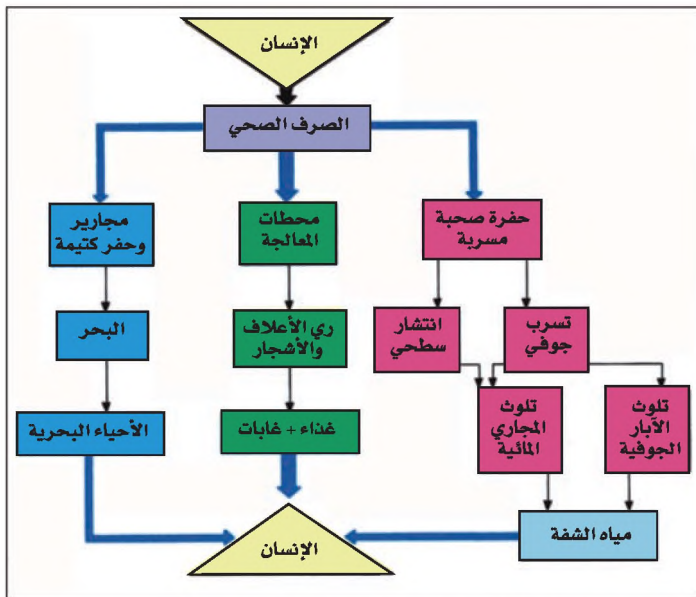 الإنسان
الصرف الصحي
حفرة صحبة
مسربة
محطات
المعالجة
مجارير
وحفر كتيمة
تسرب
جوفي
انتشار
سطحي
ري الأعلاف
والأشجار
البحر
تلوث
الآبار
الجوفية
تلوث
المجاري
المائية
غذاء + غابات
الأحياء البحرية
مياه الشفة
الإنسان